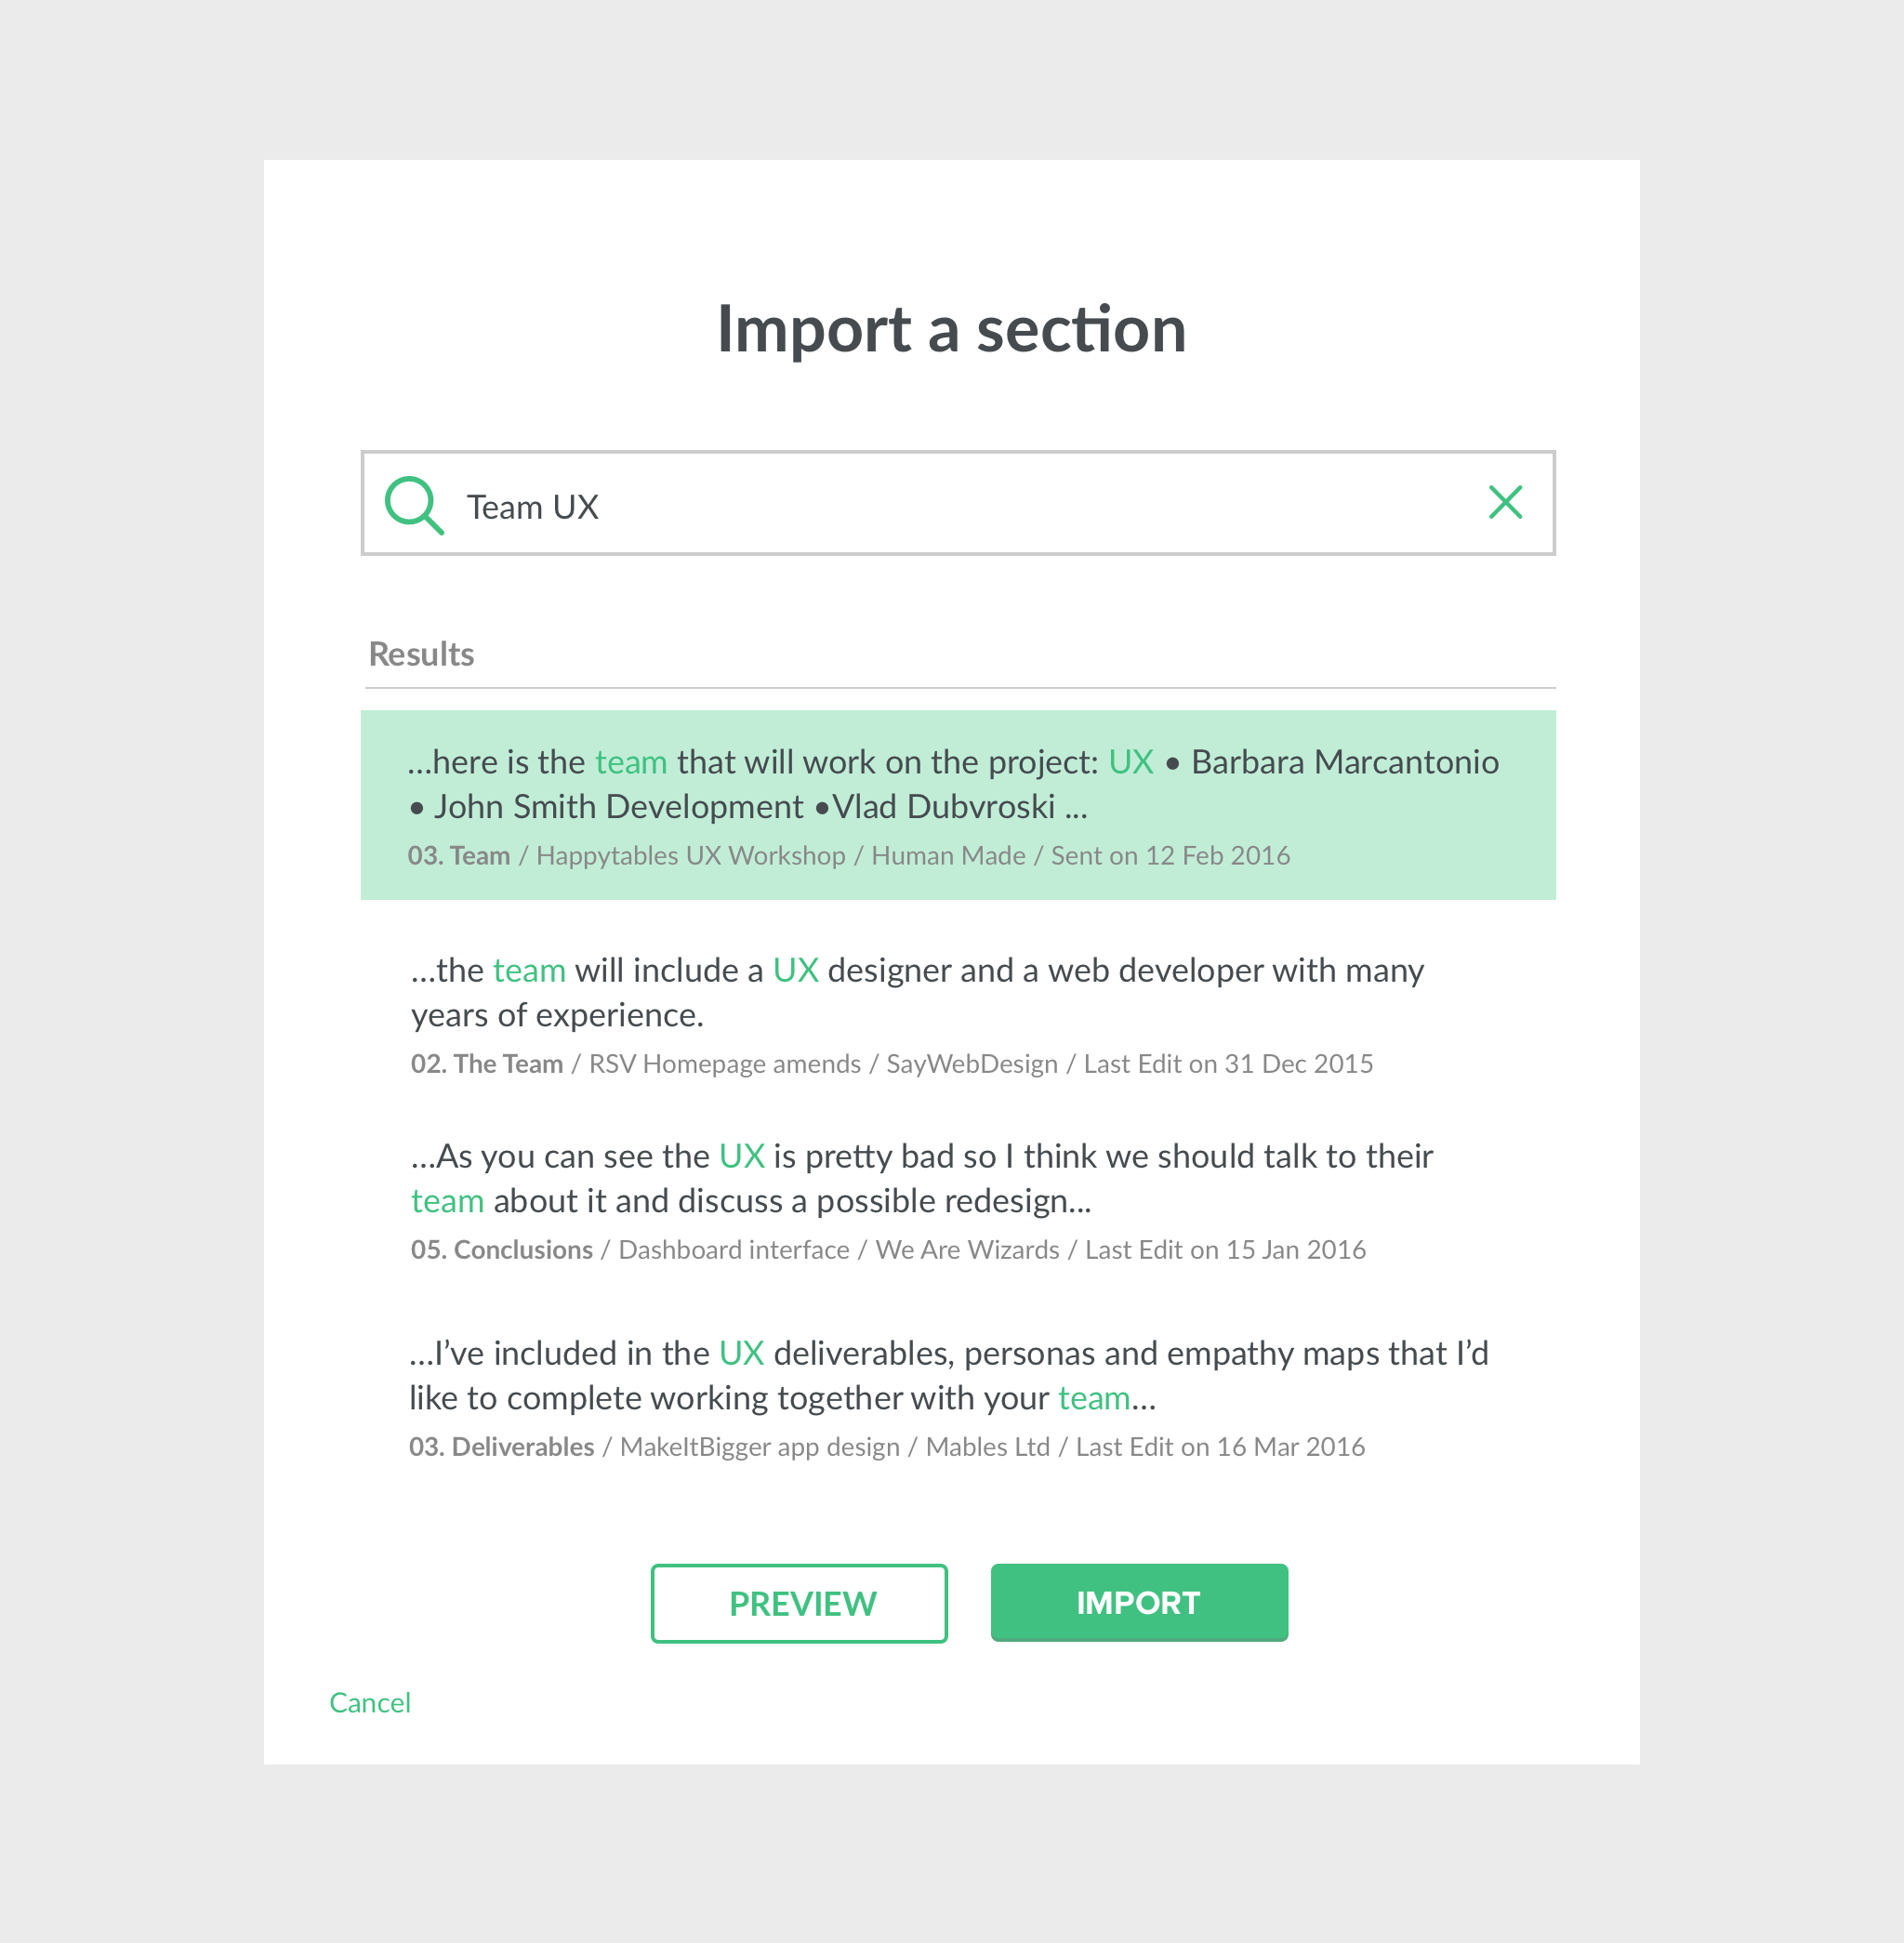 Import a section
Team UX
Results
...here is the team that will work on the project: UX • Barbara Marcantonio
• John Smith Development •Vlad Dubvroski ...
03. Team / Happytables UX Workshop / Human Made / Sent on 12 Feb 2016
...the team will include a UX designer and a web developer with many
years of experience.
02. The Team / RSV Homepage amends / SayWebDesign / Last Edit on 31 Dec 2015
...As you can see the UX is pretty bad so I think we should talk to their
team about it and discuss a possible redesign...
05. Conclusions / Dashboard interface / We Are Wizards / Last Edit on 15 Jan 2016
...I’ve included in the UX deliverables, personas and empathy maps that I’d
like to complete working together with your team...
03. Deliverables / MakeItBigger app design / Mables Ltd / Last Edit on 16 Mar 2016
PREVIEW
IMPORT
Cancel